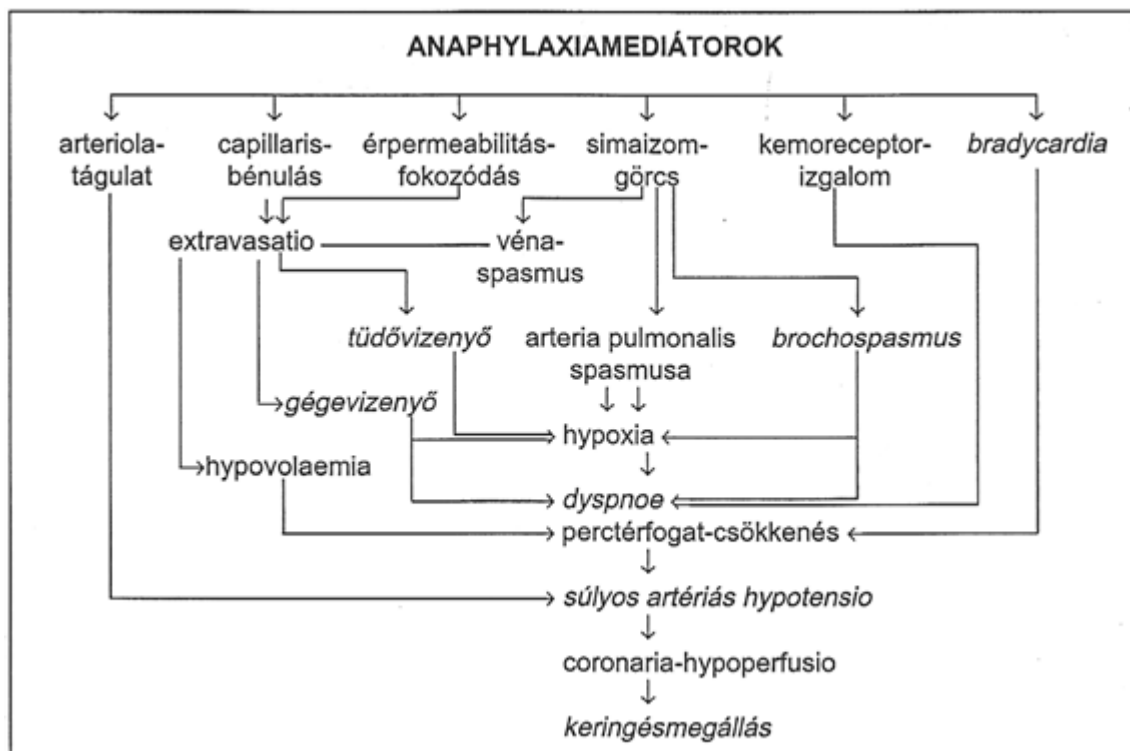 ANAPHYLAXIAMEDIÁTOROK
arteriola-
tágulat
capillaris-
bénulás
érpermeabilitás-
fokozódás
simaizom-
görcs
kemoreceptor-
izgalom
bradycardia
extravasatio
véna-
spasmus
tüdővizenyő
arteria pulmonalis
spasmusa
brochospasmus
gégevizenyő
hypoxia
hypovolaemia
dyspnoe
perctérfogat-csökkenés
súlyos artériás hypotensio
coronaria-hypoperfusio
keringésmegállás